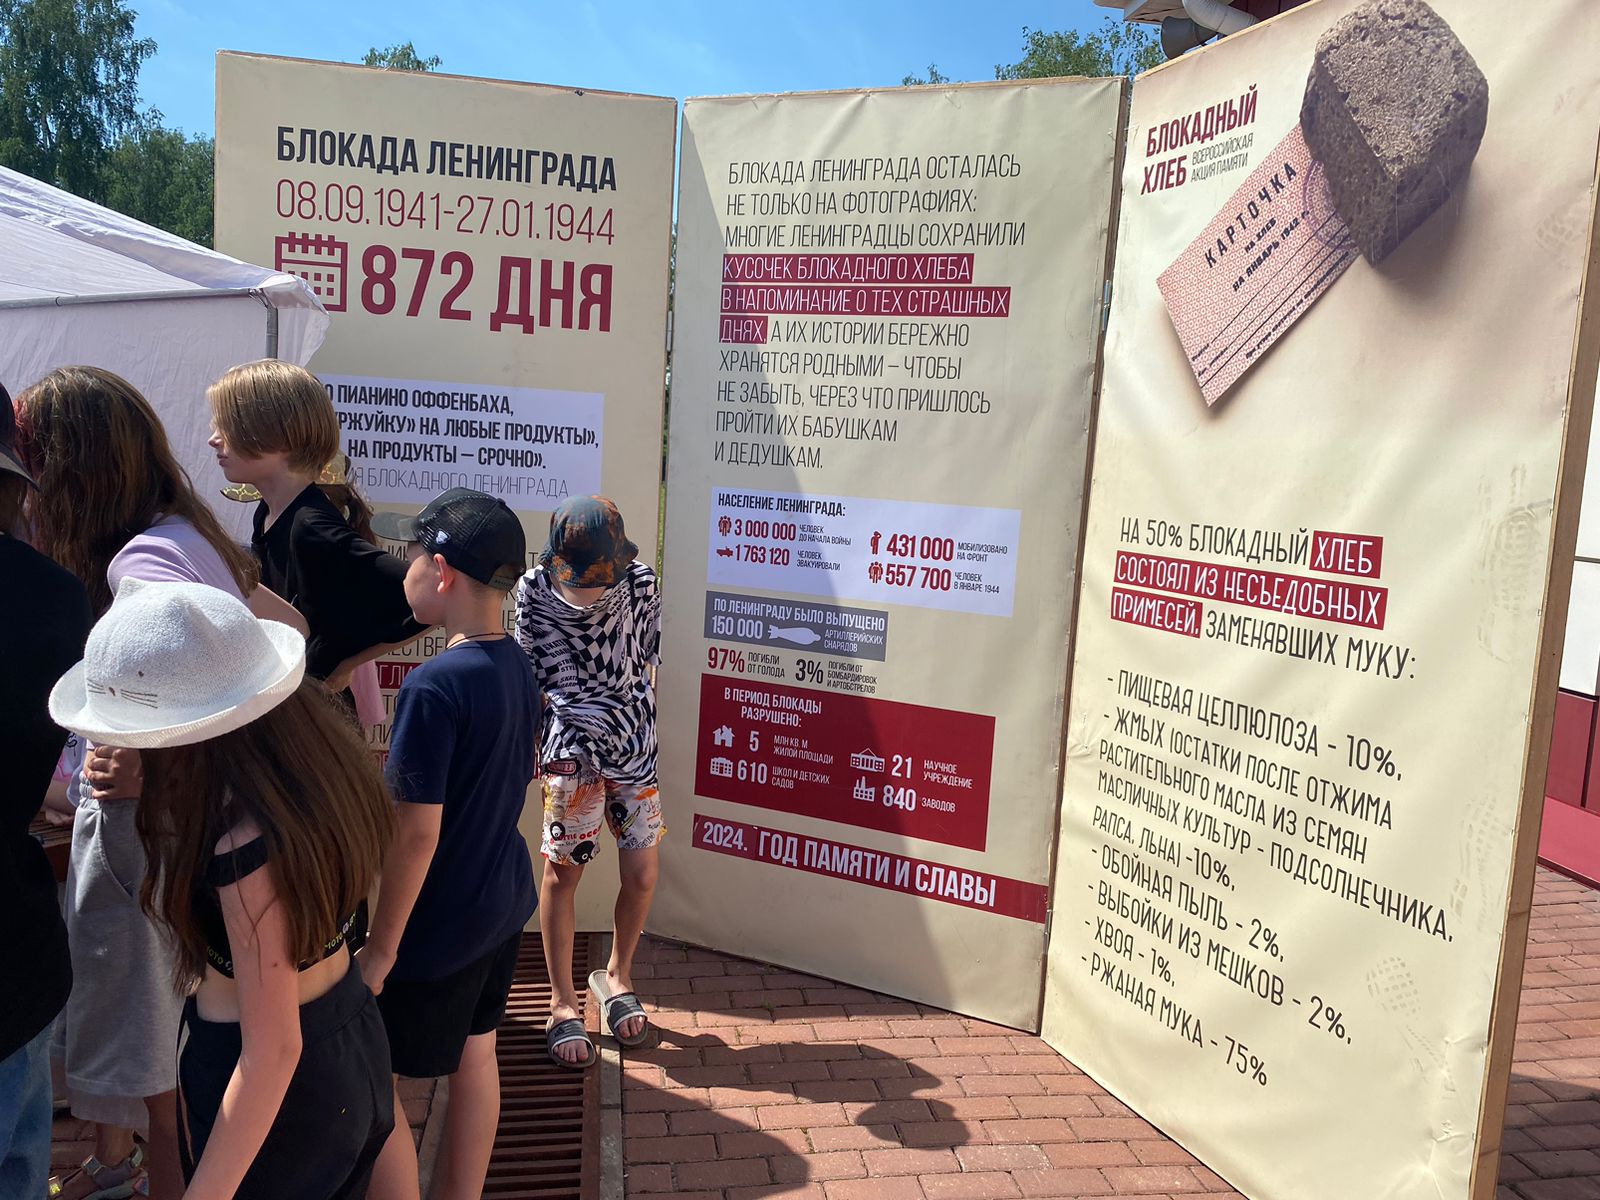 БЛОКАДА ЛЕНИНГРАДА
08.09.1941-27.01.1944
872 ДНЯ
О ПИАНИНО ОФФЕНБАХА,
РЖУЙКУ» НА ЛЮБЫЕ ПРОДУКТЫ»,
НА ПРОДУКТЫ – СРОЧНО».
БЛОКАДНОГО ЛЕНИНГРАДА
БЛОКАДА ЛЕНИНГРАДА ОСТАЛАСЬ
НЕ ТОЛЬКО НА ФОТОГРАФИЯХ:
МНОГИЕ ЛЕНИНГРАДЦЫ СОХРАНИЛИ
КУСОЧЕК БЛОКАДНОГО ХЛЕБА
В НАПОМИНАНИЕ О ТЕХ СТРАШНЫХ
ДНЯХ, А ИХ ИСТОРИИ БЕРЕЖНО
ХРАНЯТСЯ РОДНЫМИ – ЧТОБЫ
НЕ ЗАБЫТЬ, ЧЕРЕЗ ЧТО ПРИШЛОСЬ
ПРОЙТИ ИХ БАБУШКАМ
И ДЕДУШКАМ.
НАСЕЛЕНИЕ ЛЕНИНГРАДА:
3 000 000 ЧЕЛОВЕК
ДО НАЧАЛА ВОЙНЫ
1 763 120 ЧЕЛОВЕК
ЭВАКУИРОВАЛИ
431 000 МОБИЛИЗОВАНО
НА ФРОНТ
557 700 ЧЕЛОВЕК
В ЯНВАРЕ 1944
ПО ЛЕНИНГРАДУ БЫЛО ВЫПУЩЕНО
150 000 АРТИЛЛЕРИЙСКИХ
СНАРЯДОВ
97% ПОГИБЛИ
ОТ ГОЛОДА
3% ПОГИБЛИ ОТ
БОМБАРДИРОВОК
И АРТОБСТРЕЛОВ
В ПЕРИОД БЛОКАДЫ
РАЗРУШЕНО:
5 МЛН КВ. М
ЖИЛОЙ ПЛОЩАДИ
610 ШКОЛ И ДЕТСКИХ
САДОВ
21 НАУЧНОЕ
УЧРЕЖДЕНИЕ
840 ЗАВОДОВ
2024. ГОД ПАМЯТИ И СЛАВЫ
БЛОКАДНЫЙ
ХЛЕБ ВСЕРОССИЙСКАЯ
АКЦИЯ ПАМЯТИ
КАРТОЧКА
НА ХЛЕБ
НА ЯНВАРЬ 1942 г.
НА 50% БЛОКАДНЫЙ ХЛЕБ
СОСТОЯЛ ИЗ НЕСЪЕДОБНЫХ
ПРИМЕСЕЙ, ЗАМЕНЯВШИХ МУКУ:
- ПИЩЕВАЯ ЦЕЛЛЮЛОЗА - 10%,
- ЖМЫХ (ОСТАТКИ ПОСЛЕ ОТЖИМА
РАСТИТЕЛЬНОГО МАСЛА ИЗ СЕМЯН
МАСЛИЧНЫХ КУЛЬТУР - ПОДСОЛНЕЧНИКА,
РАПСА, ЛЬНА) -10%,
- ОБОЙНАЯ ПЫЛЬ - 2%,
- ВЫБОЙКИ ИЗ МЕШКОВ - 2%,
- ХВОЯ - 1%,
- РЖАНАЯ МУКА - 75%